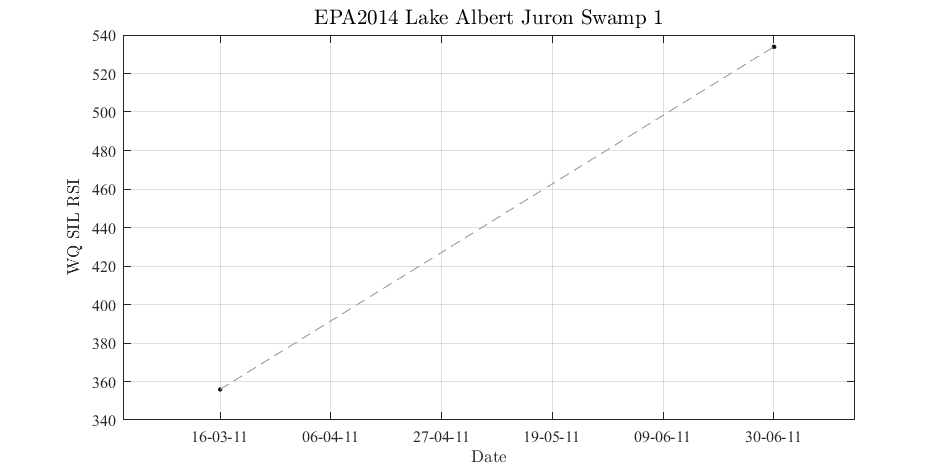 EPA2014 Lake Albert Juron Swamp 1
540
520
500
480
460
440
420
400
380
360
340
WQ SIL RSI
16-03-11 06-04-11 27-04-11 19-05-11 09-06-11 30-06-11
Date